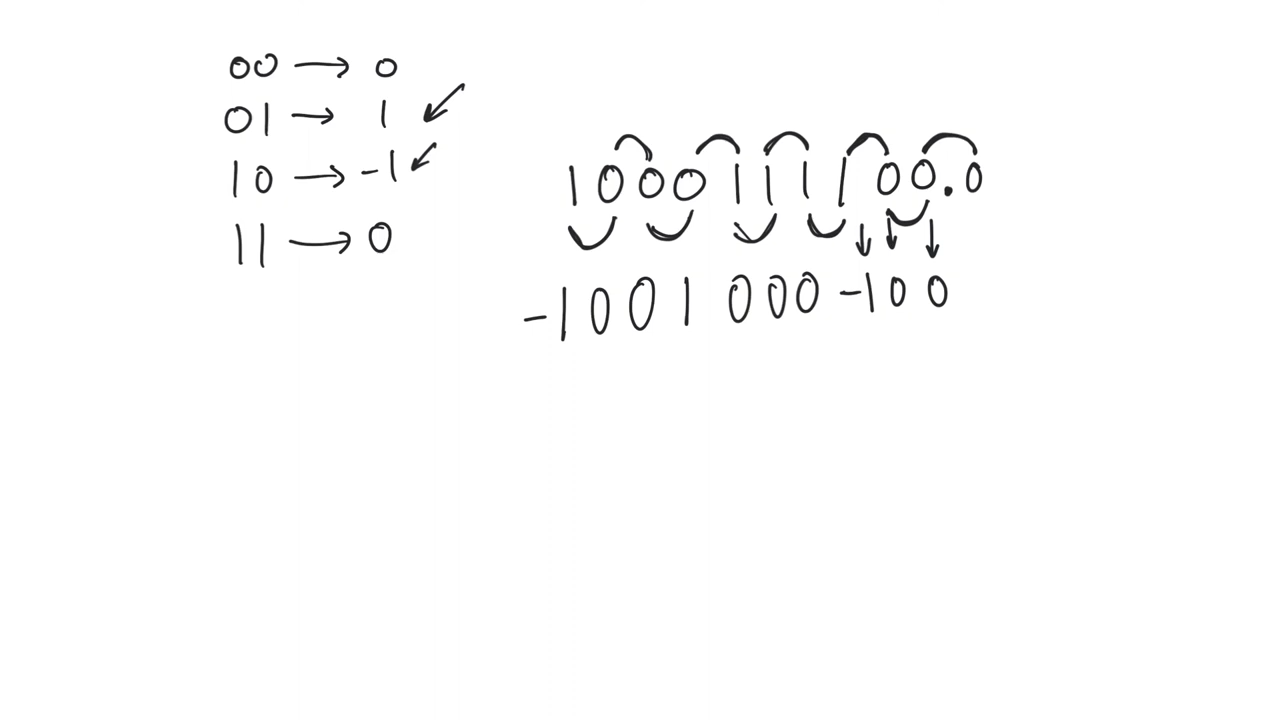 00 → 0
01 → 1
10 → -1
11 → 0
1000111100.0
-1001000-100